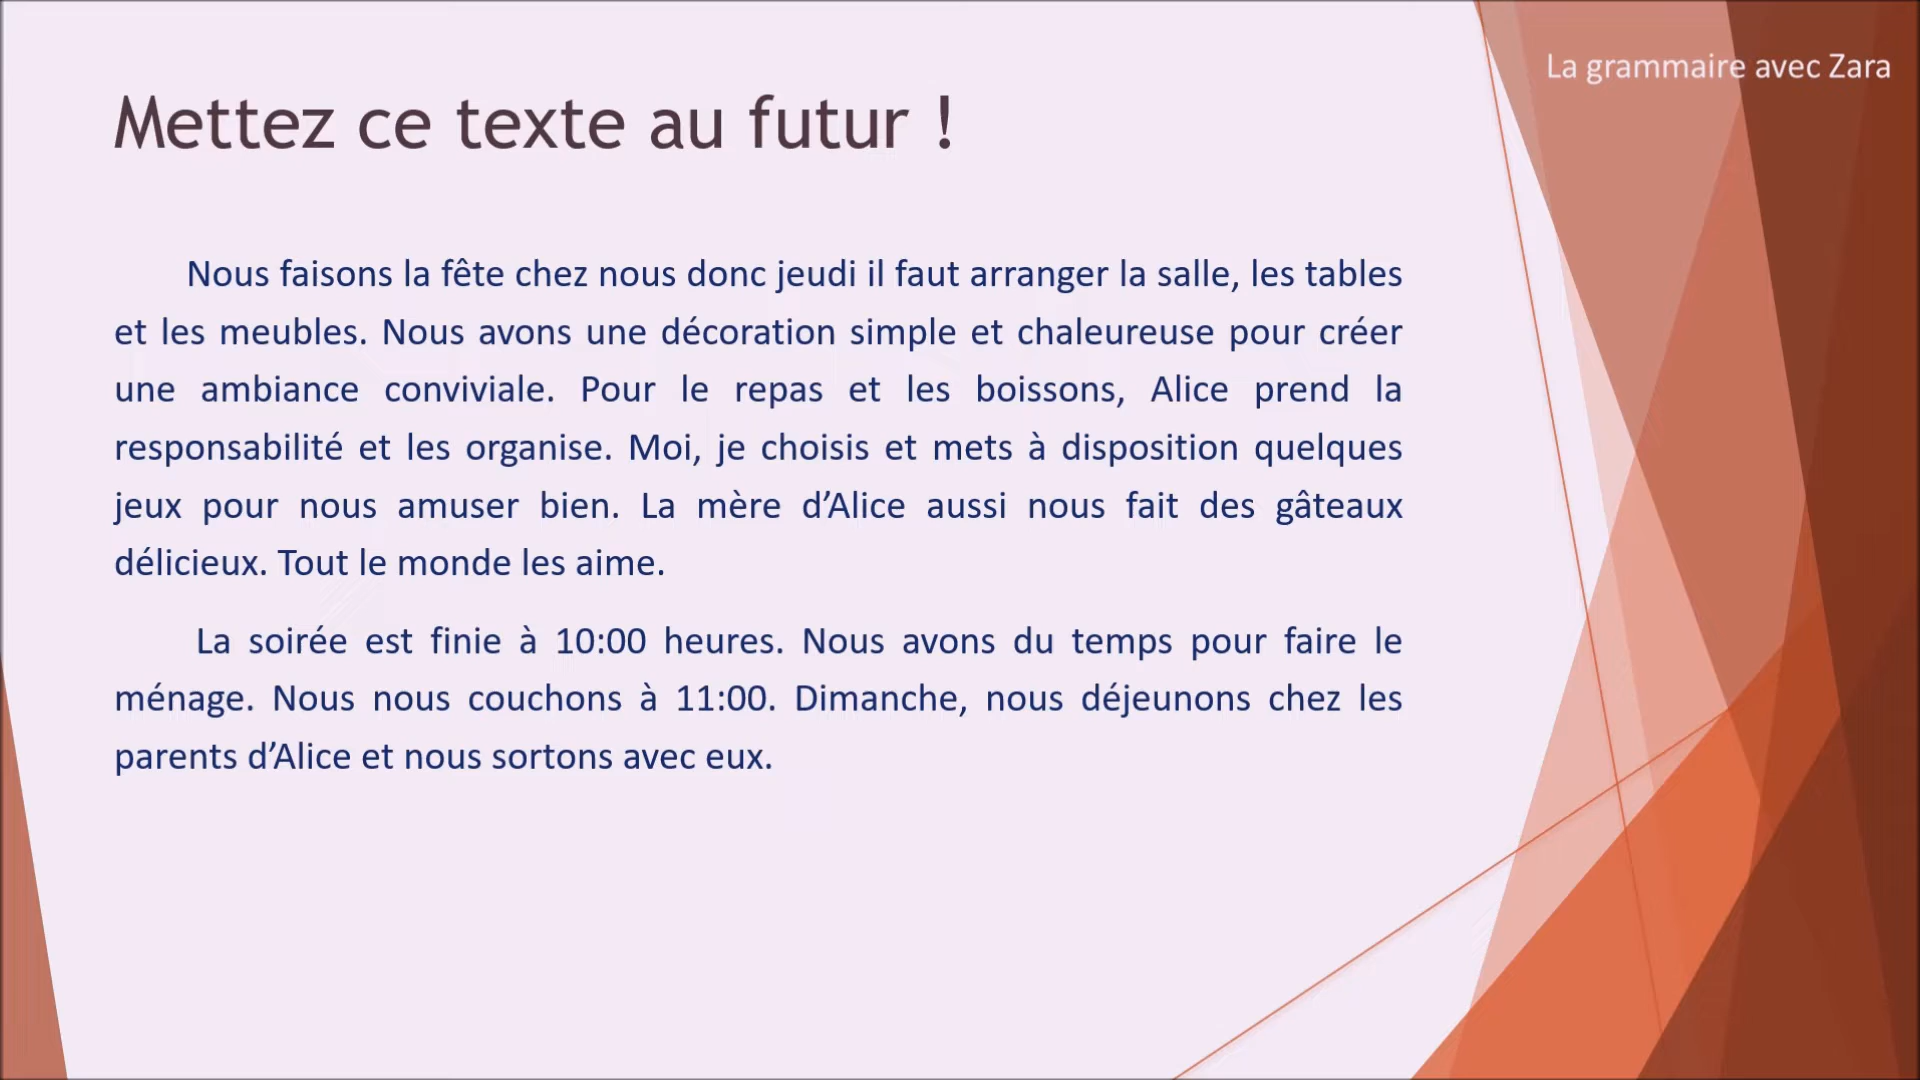 La grammaire avec Zara
Mettez ce texte au futur !
Nous faisons la fête chez nous donc jeudi il faut arranger la salle, les tables
et les meubles. Nous avons une décoration simple et chaleureuse pour créer
une ambiance conviviale. Pour le repas et les boissons, Alice prend la
responsabilité et les organise. Moi, je choisis et mets à disposition quelques
jeux pour nous amuser bien. La mère d’Alice aussi nous fait des gâteaux
délicieux. Tout le monde les aime.
La soirée est finie à 10:00 heures. Nous avons du temps pour faire le
ménage. Nous nous couchons à 11:00. Dimanche, nous déjeunons chez les
parents d’Alice et nous sortons avec eux.